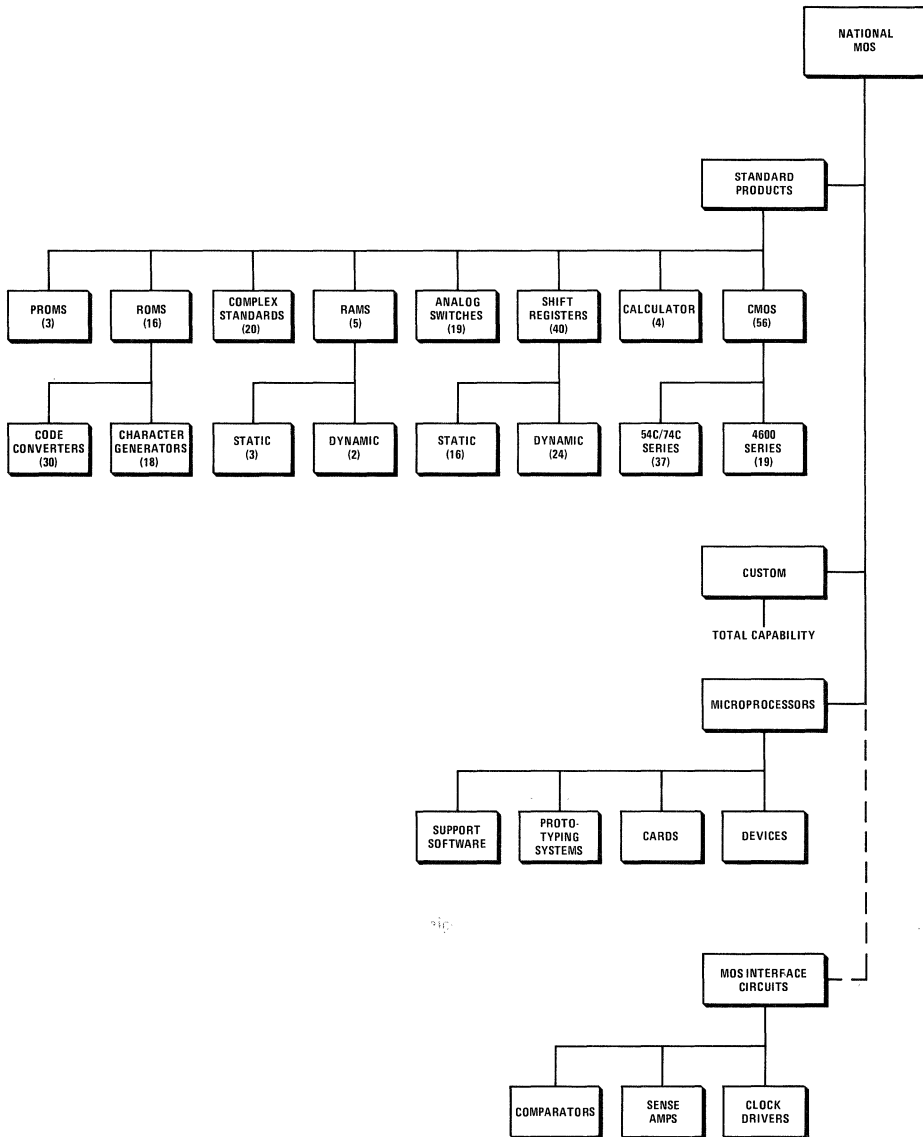 NATIONAL
MOS
STANDARD
PRODUCTS
PROMS
(3)
ROMS
(16)
COMPLEX
STANDARDS
(20)
RAMS
(5)
ANALOG
SWITCHES
(19)
SHIFT
REGISTERS
(40)
CALCULATOR
(4)
CMOS
(56)
CODE
CONVERTERS
(30)
CHARACTER
GENERATORS
(18)
STATIC
(3)
DYNAMIC
(2)
STATIC
(16)
DYNAMIC
(24)
54C/74C
SERIES
(37)
4600
SERIES
(19)
CUSTOM
TOTAL CAPABILITY
MICROPROCESSORS
SUPPORT
SOFTWARE
PROTO-
TYPING
SYSTEMS
CARDS
DEVICES
MOS INTERFACE
CIRCUITS
COMPARATORS
SENSE
AMPS
CLOCK
DRIVERS